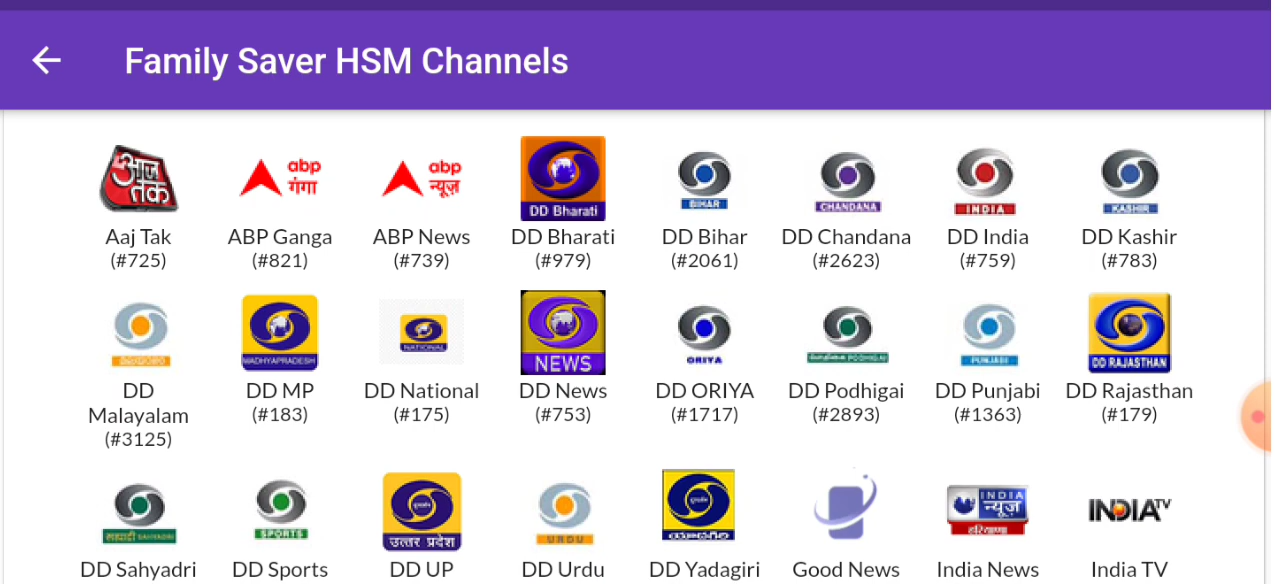 Family Saver HSM Channels
आज तक
abp गंगा
abp न्यूज़
DD Bharati
BIHAR
CHANDANA
INDIA
KASHIR
Aaj Tak ABP Ganga ABP News DD Bharati DD Bihar DD Chandana DD India DD Kashir
(#725) (#821) (#739) (#979) (#2061) (#2623) (#759) (#783)
MADHYAPRADESH
NATIONAL
NEWS
ORIYA
PODHIGAI
PUNJABI
DD RAJASTHAN
DD Malayalam DD MP DD National DD News DD ORIYA DD Podhigai DD Punjabi DD Rajasthan
(#3125) (#183) (#175) (#753) (#1717) (#2893) (#1363) (#179)
सह्याद्री SAHYADRI
SPORTS
उत्तर प्रदेश
URDU
INDIA न्यूज़
हरियाणा
INDIA TV
DD Sahyadri DD Sports DD UP DD Urdu DD Yadagiri Good News India News India TV